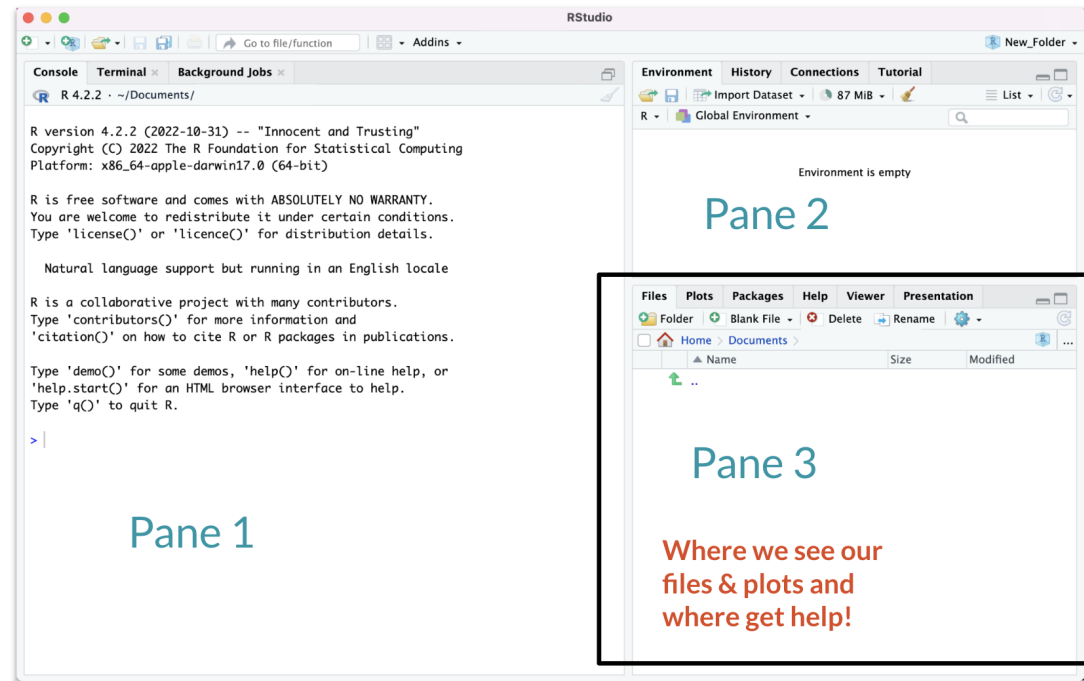 RStudio
Go to file/function
Addins
New_Folder
Console Terminal Background Jobs
R 4.2.2 · ~/Documents/
R version 4.2.2 (2022-10-31) -- "Innocent and Trusting"
Copyright (C) 2022 The R Foundation for Statistical Computing
Platform: x86_64-apple-darwin17.0 (64-bit)
R is free software and comes with ABSOLUTELY NO WARRANTY.
You are welcome to redistribute it under certain conditions.
Type 'license()' or 'licence()' for distribution details.
Natural language support but running in an English locale
R is a collaborative project with many contributors.
Type 'contributors()' for more information and
'citation()' on how to cite R or R packages in publications.
Type 'demo()' for some demos, 'help()' for on-line help, or
'help.start()' for an HTML browser interface to help.
Type 'q()' to quit R.
>
Pane 1
Environment History Connections Tutorial
Import Dataset 87 MiB List
R Global Environment
Environment is empty
Pane 2
Files Plots Packages Help Viewer Presentation
Folder Blank File Delete Rename
Home > Documents >
...
Name Size Modified
..
Pane 3
Where we see our
files & plots and
where get help!